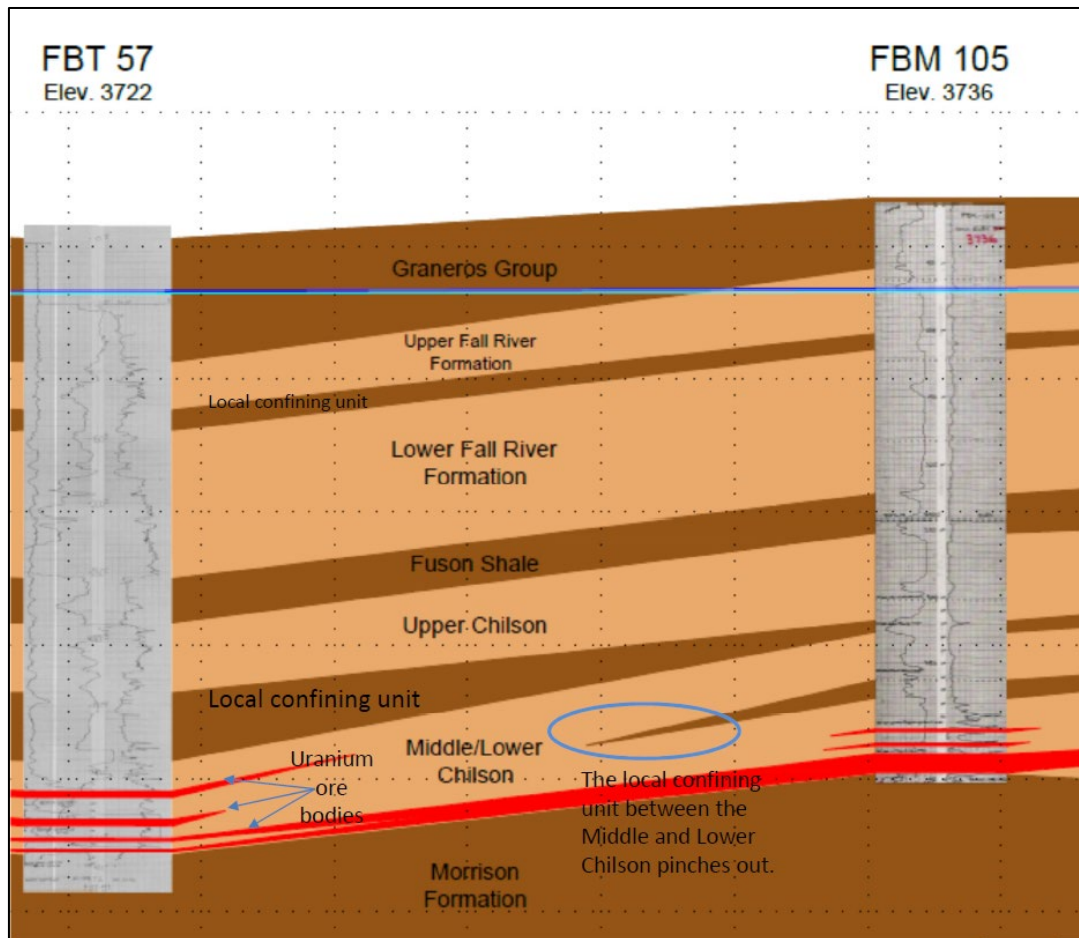 FBT 57
Elev. 3722
FBM 105
Elev. 3736
3736
Graneros Group
Upper Fall River
Formation
Local confining unit
Lower Fall River
Formation
Fuson Shale
Upper Chilson
Local confining unit
Middle/Lower
Chilson
Uranium
ore
bodies
The local confining
unit between the
Middle and Lower
Chilson pinches out.
Morrison
Formation